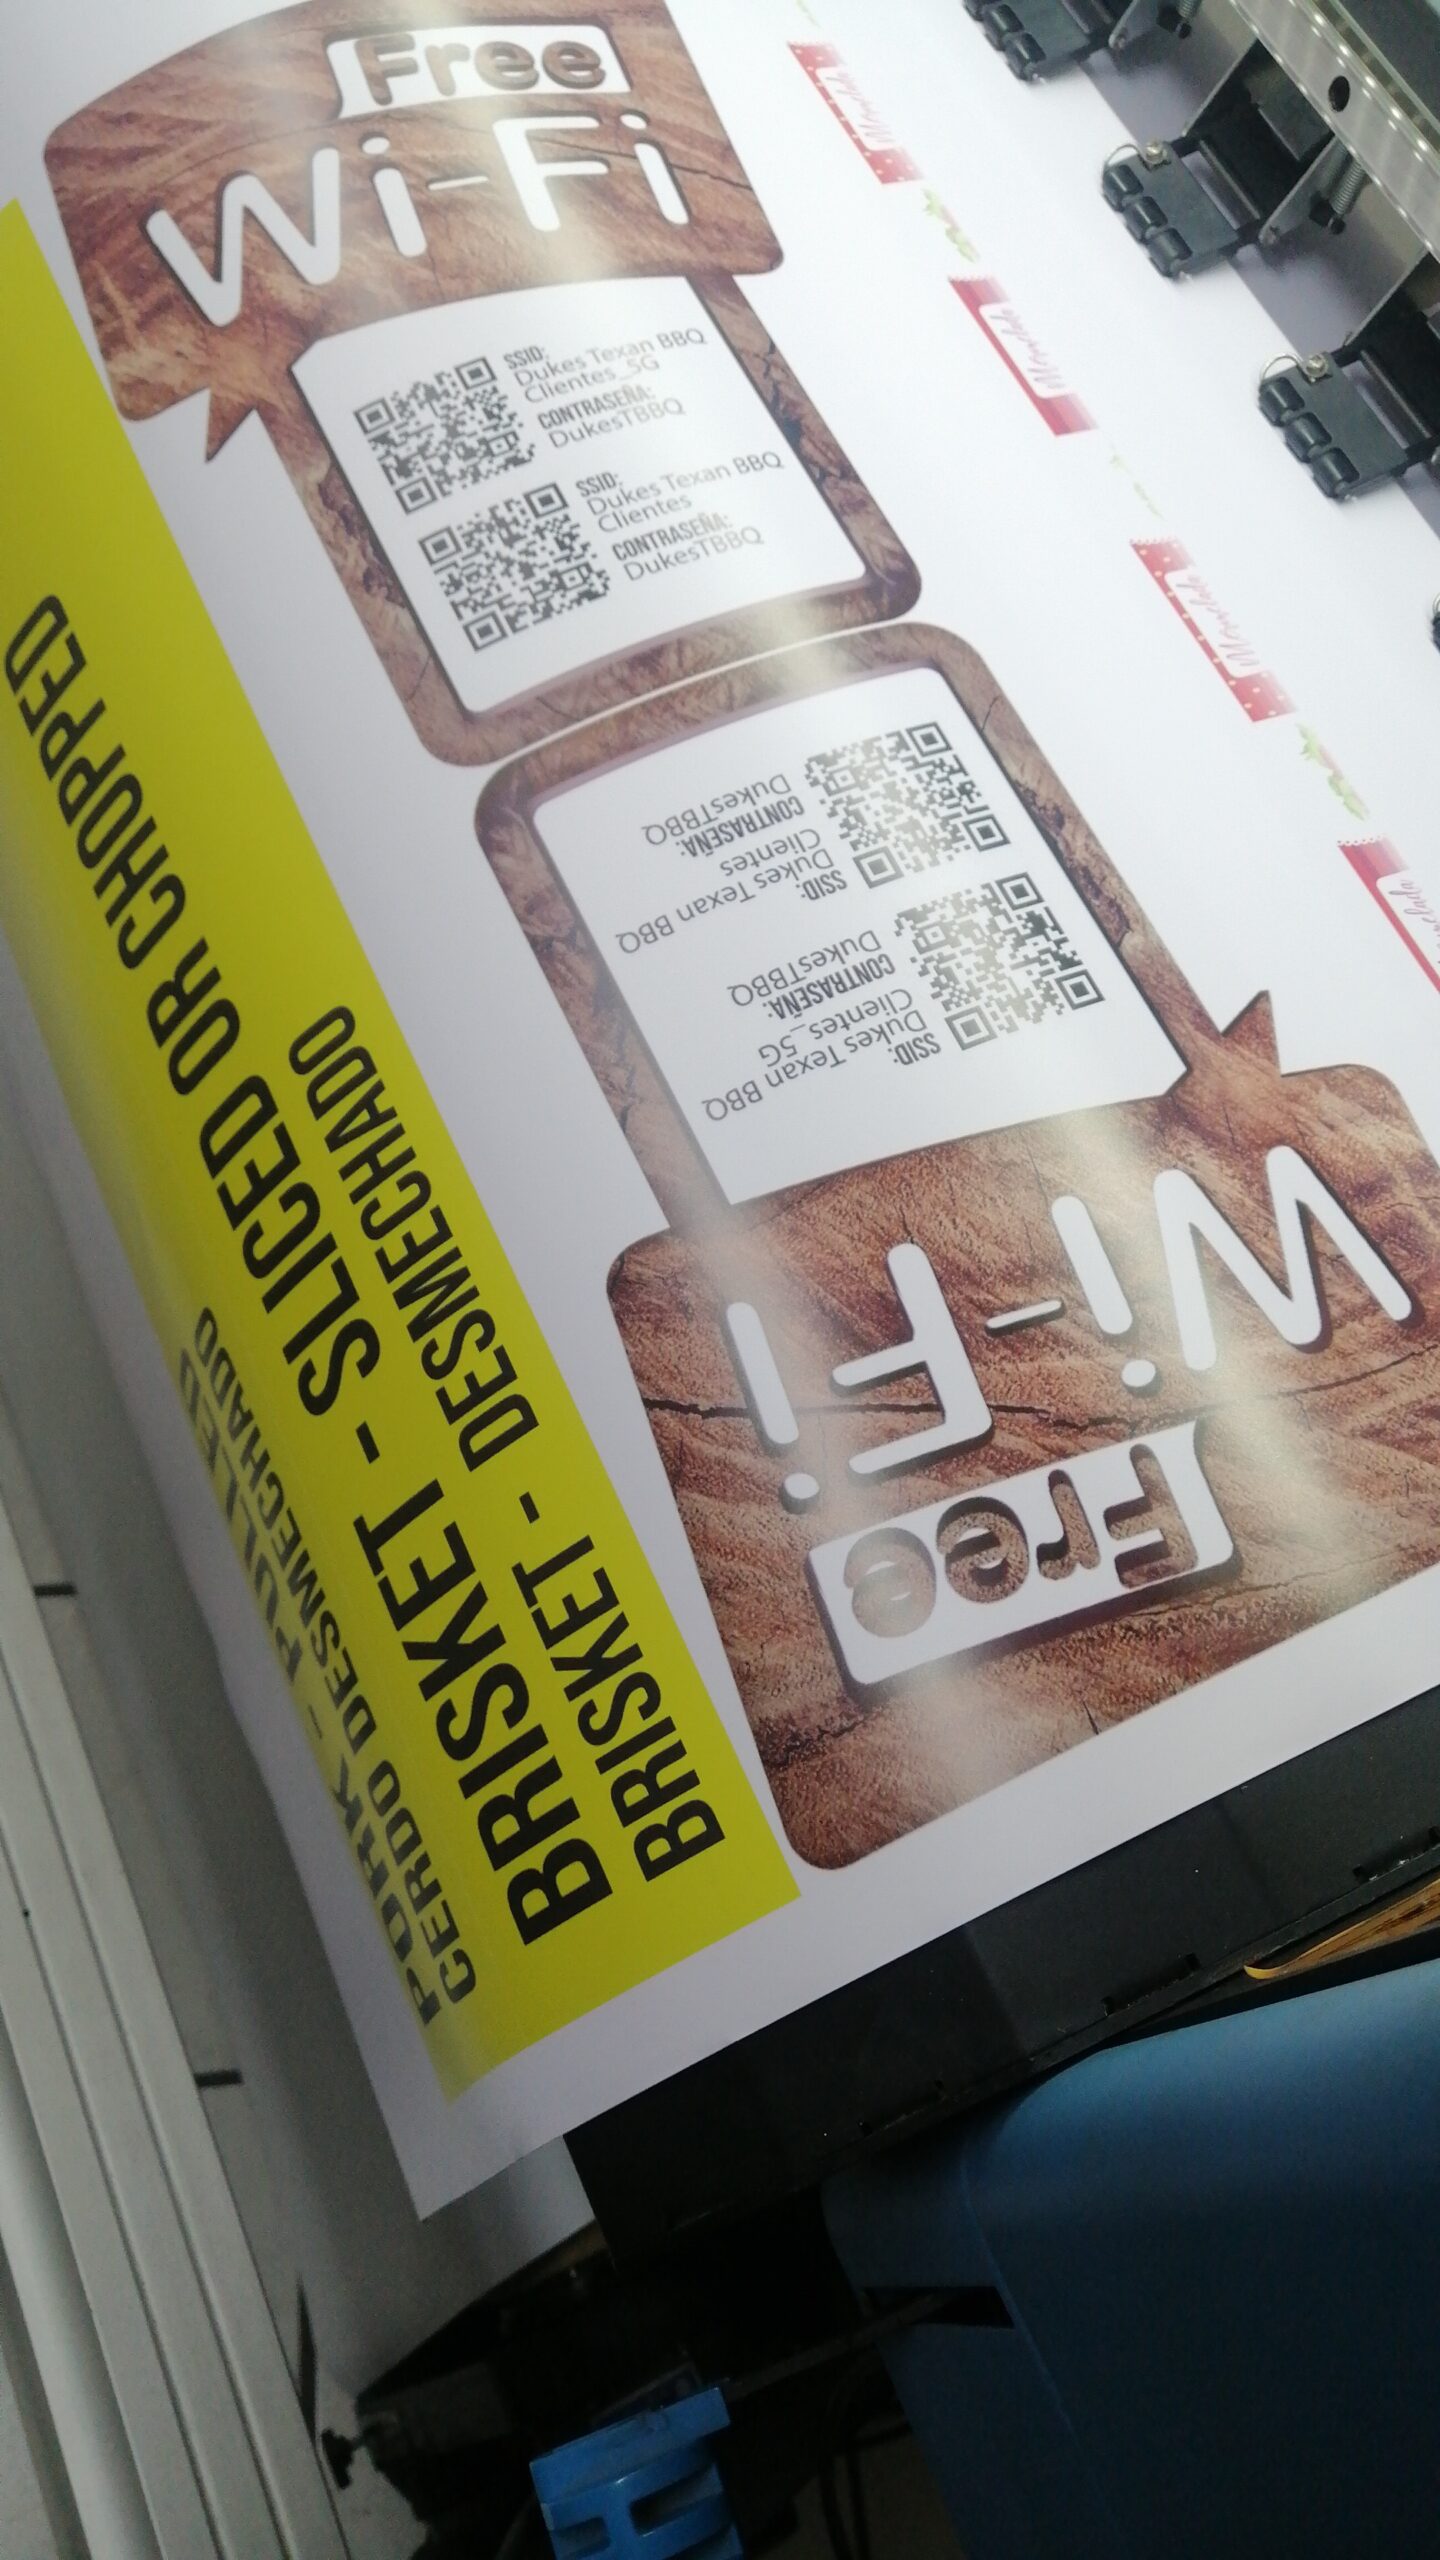 Free
Wi-Fi
SSID:
Dukes Texan BBQ
Clientes_5G
CONTRASEÑA:
DukesTBBQ
SSID:
Dukes Texan BBQ
Clientes
CONTRASEÑA:
DukesTBBQ
Free
Wi-Fi
SSID:
Dukes Texan BBQ
Clientes_5G
CONTRASEÑA:
DukesTBBQ
SSID:
Dukes Texan BBQ
Clientes
CONTRASEÑA:
DukesTBBQ
PORK - PULLED
CERDO DESMECHADO
BRISKET - SLICED OR CHOPPED
BRISKET - DESMECHADO